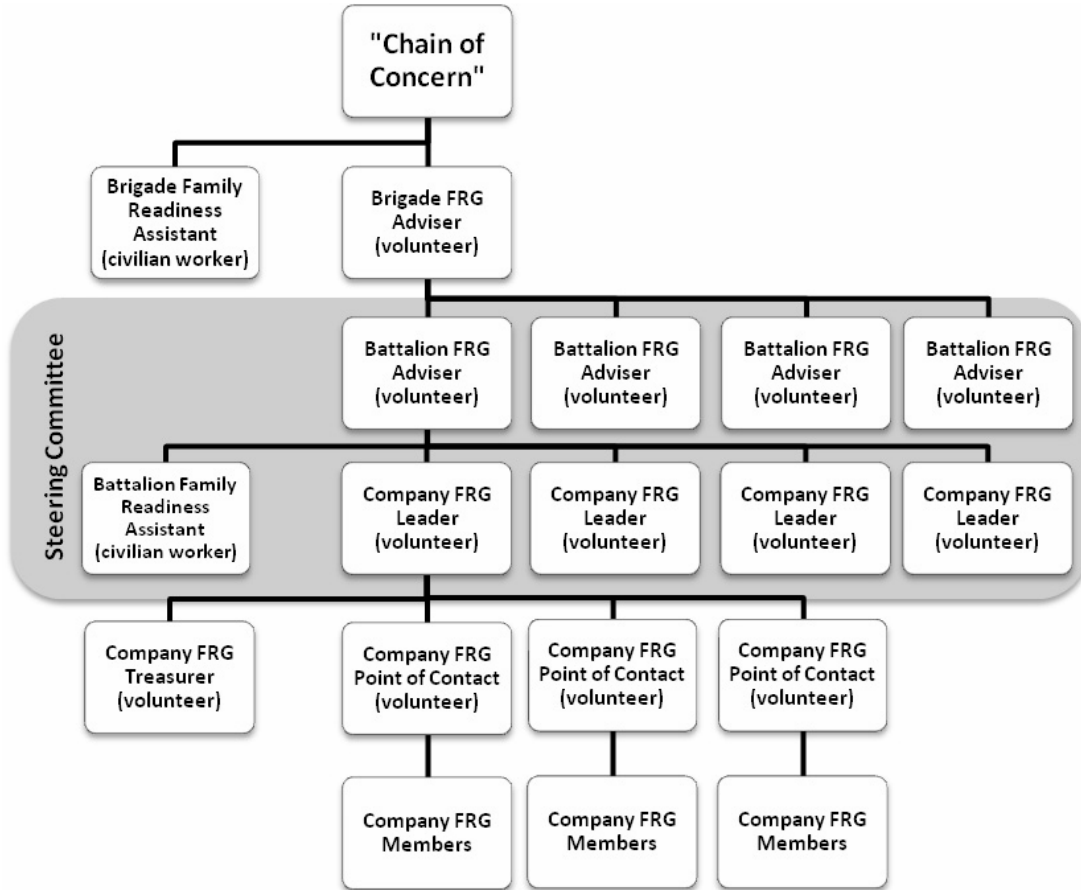 "Chain of
Concern"
Brigade Family
Readiness
Assistant
(civilian worker)
Brigade FRG
Adviser
(volunteer)
Steering Committee
Battalion FRG
Adviser
(volunteer)
Battalion FRG
Adviser
(volunteer)
Battalion FRG
Adviser
(volunteer)
Battalion FRG
Adviser
(volunteer)
Battalion Family
Readiness
Assistant
(civilian worker)
Company FRG
Leader
(volunteer)
Company FRG
Leader
(volunteer)
Company FRG
Leader
(volunteer)
Company FRG
Leader
(volunteer)
Company FRG
Treasurer
(volunteer)
Company FRG
Point of Contact
(volunteer)
Company FRG
Point of Contact
(volunteer)
Company FRG
Point of Contact
(volunteer)
Company FRG
Members
Company FRG
Members
Company FRG
Members